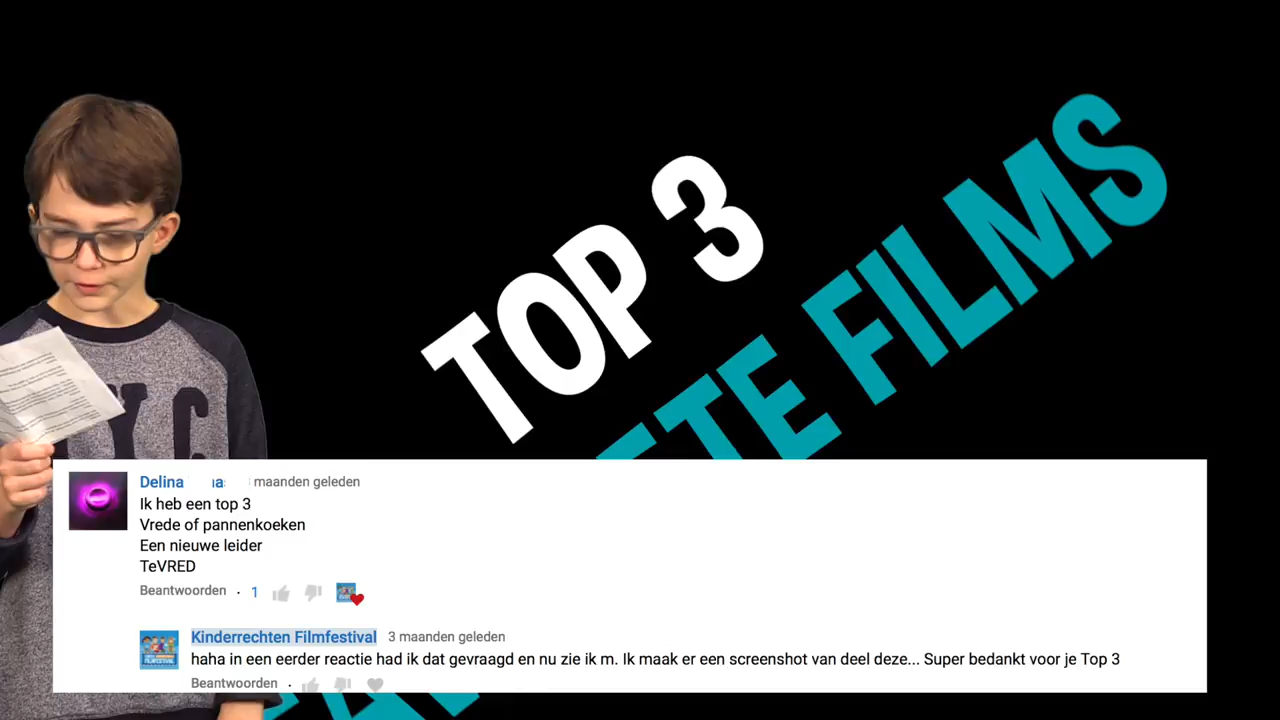 TOP 3
FILMS
Delina
maanden geleden
Ik heb een top 3
Vrede of pannenkoeken
Een nieuwe leider
TeVRED
Beantwoorden · 1
Kinderrechten Filmfestival 3 maanden geleden
haha in een eerder reactie had ik dat gevraagd en nu zie ik m. Ik maak er een screenshot van deel deze... Super bedankt voor je Top 3
Beantwoorden ·